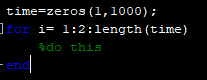 time=zeros(1,1000);
for i= 1:2:length(time)
%do this
end